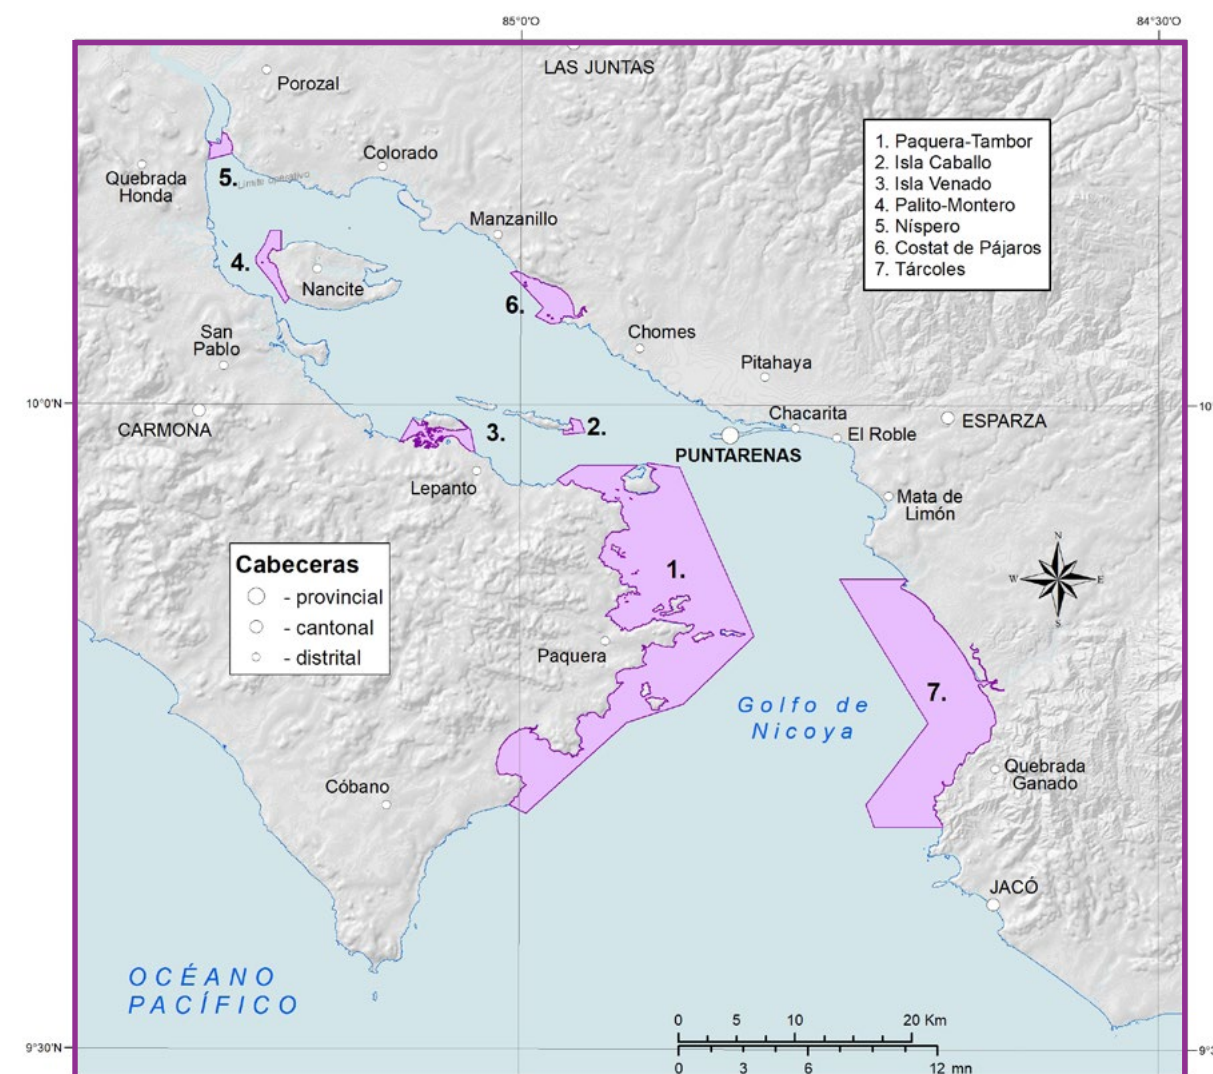 85°0'O
84°30'O
LAS JUNTAS
Porozal
Colorado
Quebrada
Honda
5.
Límite operativo
1. Paquera-Tambor
2. Isla Caballo
3. Isla Venado
4. Palito-Montero
5. Níspero
6. Costat de Pájaros
7. Tárcoles
Manzanillo
4.
Nancite
6.
San
Pablo
Chomes
Pitahaya
10°0'N
10
CARMONA
3.
2.
Chacarita
El Roble
ESPARZA
PUNTARENAS
Lepanto
Mata de
Limón
N
W
E
S
Cabeceras
- provincial
- cantonal
- distrital
1.
Paquera
7.
Golfo de
Nicoya
Quebrada
Ganado
Cóbano
JACÓ
OCÉANO
PACÍFICO
0 5 10 20 Km
0 3 6 12 mn
9°30'N